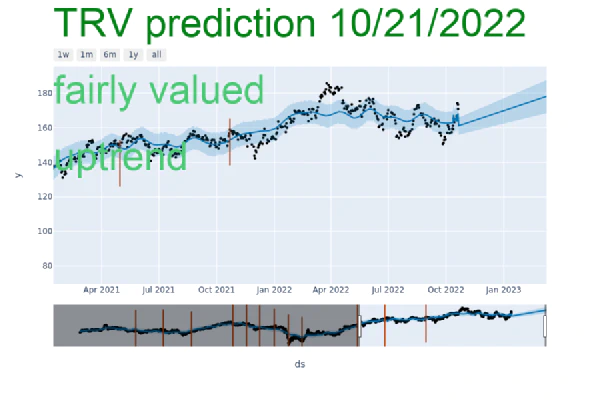 TRV prediction 10/21/2022
1w 1m 6m 1y all
fairly valued
uptrend
180
160
140
120
100
80
y
Apr 2021 Jul 2021 Oct 2021 Jan 2022 Apr 2022 Jul 2022 Oct 2022 Jan 2023
ds